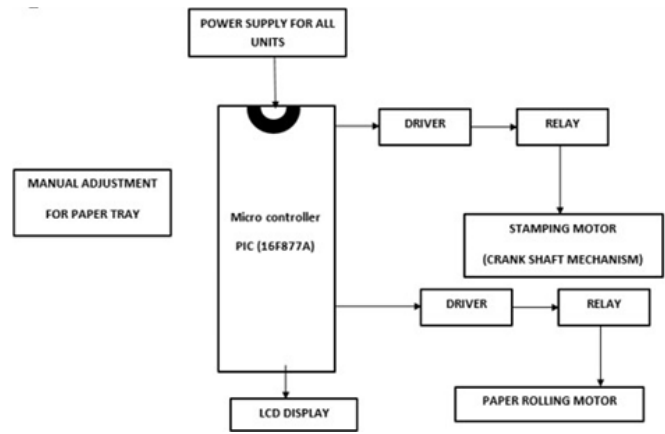 POWER SUPPLY FOR ALL
UNITS
DRIVER
RELAY
MANUAL ADJUSTMENT
FOR PAPER TRAY
Micro controller
PIC (16F877A)
STAMPING MOTOR
(CRANK SHAFT MECHANISM)
DRIVER
RELAY
LCD DISPLAY
PAPER ROLLING MOTOR